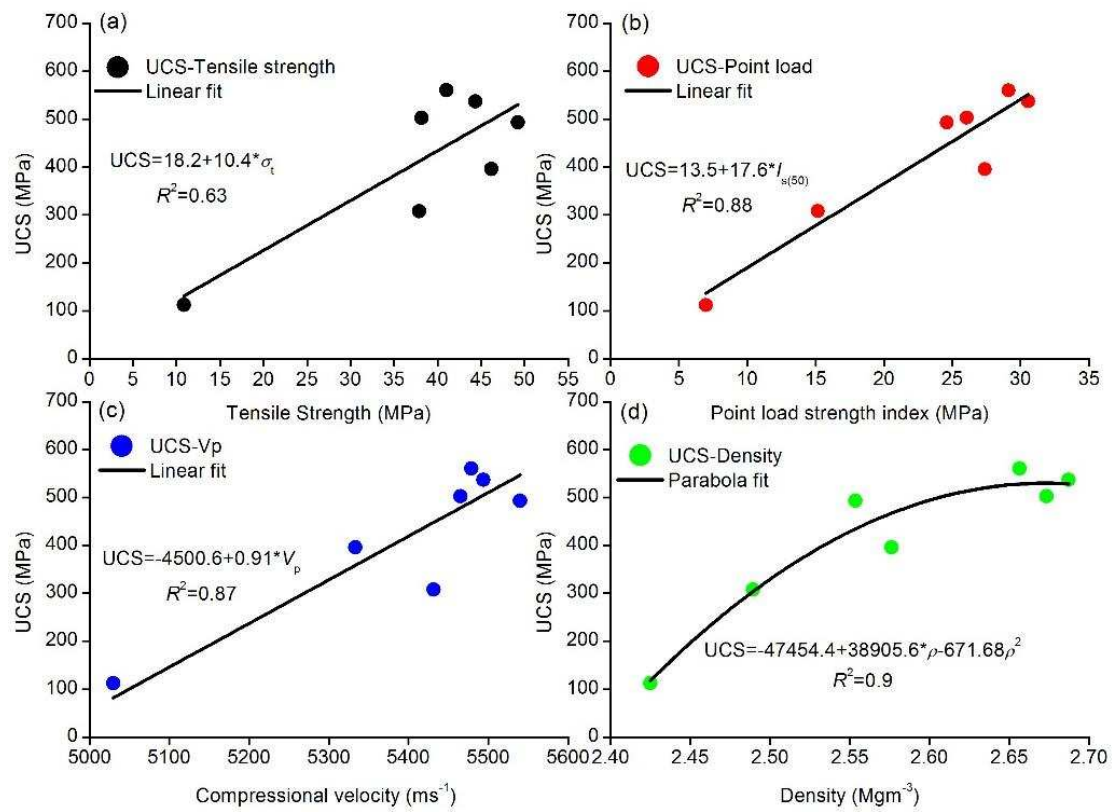 (a)
UCS-Tensile strength
Linear fit
UCS=18.2+10.4*σt
R²=0.63
UCS (MPa)
700
600
500
400
300
200
100
0
0 5 10 15 20 25 30 35 40 45 50 55
Tensile Strength (MPa)
(b)
UCS-Point load
Linear fit
UCS=13.5+17.6*Is(50)
R²=0.88
UCS (MPa)
700
600
500
400
300
200
100
0
0 5 10 15 20 25 30 35
Point load strength index (MPa)
(c)
UCS-Vp
Linear fit
UCS=-4500.6+0.91*Vp
R²=0.87
UCS (MPa)
700
600
500
400
300
200
100
0
5000 5100 5200 5300 5400 5500 5600
Compressional velocity (ms⁻¹)
(d)
UCS-Density
Parabola fit
UCS=-47454.4+38905.6*ρ-671.68ρ²
R²=0.9
UCS (MPa)
700
600
500
400
300
200
100
0
2.40 2.45 2.50 2.55 2.60 2.65 2.70
Density (Mgm⁻³)